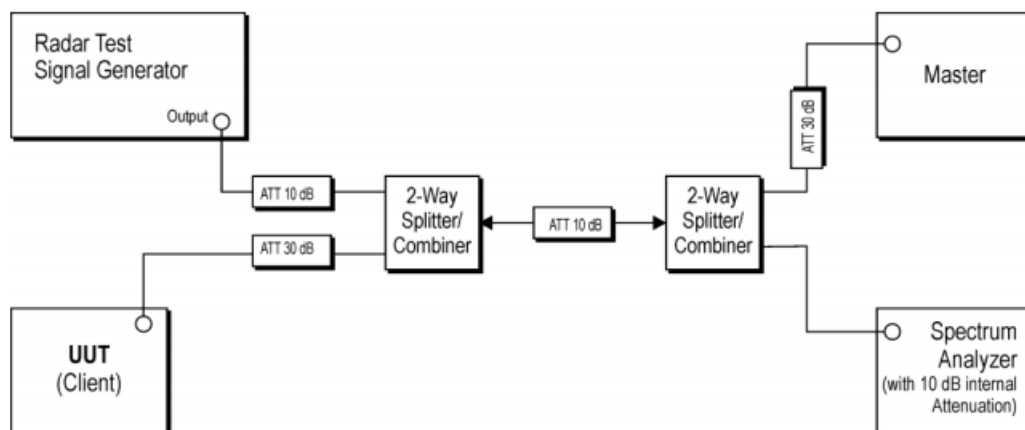 Radar Test
Signal Generator
Output
Master
ATT 30 dB
ATT 10 dB
2-Way
Splitter/
Combiner
ATT 10 dB
2-Way
Splitter/
Combiner
ATT 30 dB
UUT
(Client)
Spectrum
Analyzer
(with 10 dB internal
Attenuation)